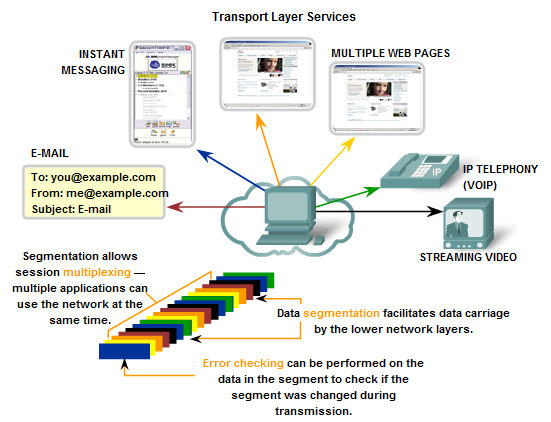 Transport Layer Services
INSTANT
MESSAGING
MULTIPLE WEB PAGES
E-MAIL
To: you@example.com
From: me@example.com
Subject: E-mail
IP
IP TELEPHONY
(VOIP)
STREAMING VIDEO
Segmentation allows
session multiplexing —
multiple applications can
use the network at the
same time.
Data segmentation facilitates data carriage
by the lower network layers.
Error checking can be performed on the
data in the segment to check if the
segment was changed during
transmission.